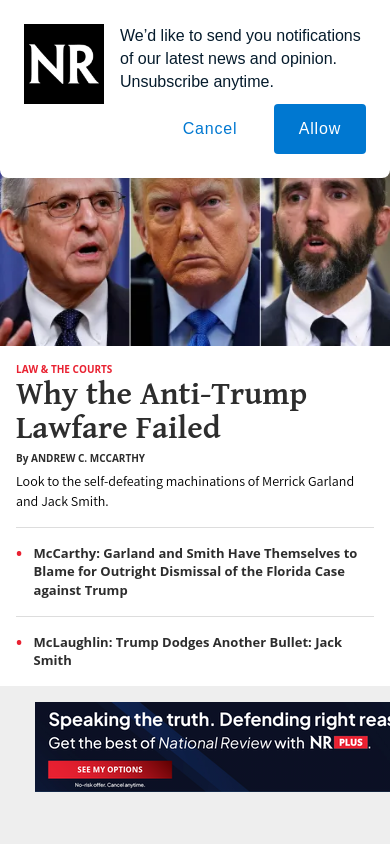 NR
We’d like to send you notifications
of our latest news and opinion.
Unsubscribe anytime.
Cancel
Allow
LAW & THE COURTS
Why the Anti-Trump
Lawfare Failed
By ANDREW C. MCCARTHY
Look to the self-defeating machinations of Merrick Garland
and Jack Smith.
• McCarthy: Garland and Smith Have Themselves to
Blame for Outright Dismissal of the Florida Case
against Trump
• McLaughlin: Trump Dodges Another Bullet: Jack
Smith
Speaking the truth. Defending right reas
Get the best of National Review with NR PLUS.
SEE MY OPTIONS
No-risk offer. Cancel anytime.